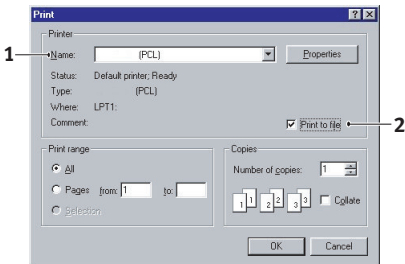 Print
Printer
1
Name: (PCL)
Properties
Status: Default printer; Ready
Type: (PCL)
Where: LPT1:
Comment:
Print to file
2
Print range
All
Pages from: 1 to:
Selection
Copies
Number of copies: 1
1 1 2 2 3 3
Collate
OK Cancel